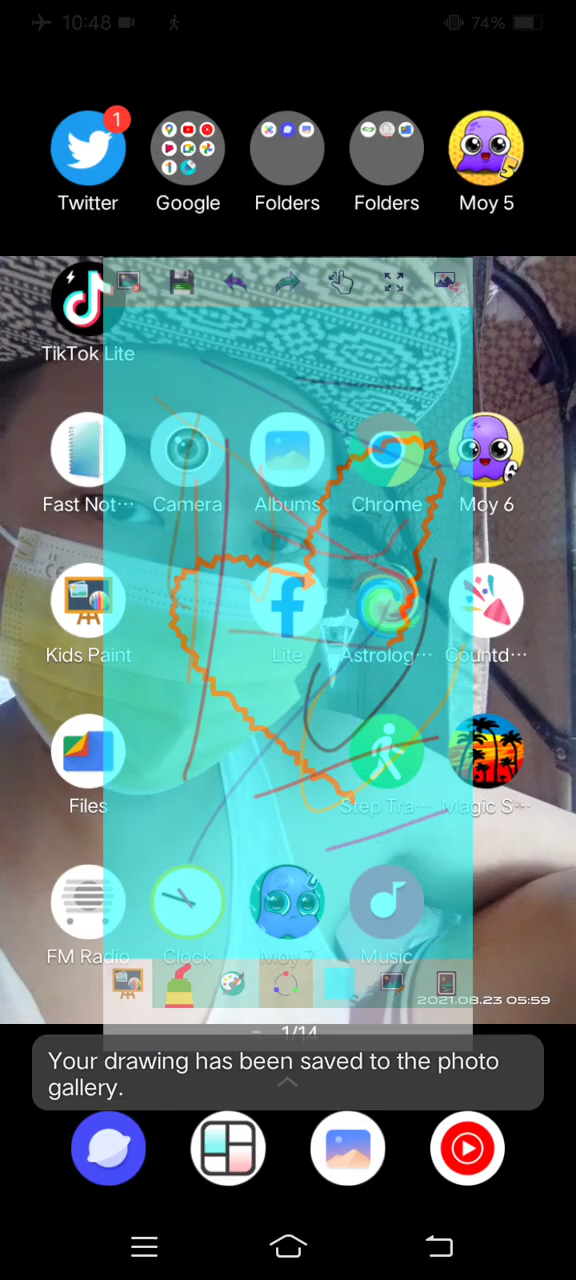 10:48
74%
1
Twitter
Google
Folders
Folders
Moy 5
TikTok Lite
Fast Not···
Camera
Albums
Chrome
Moy 6
Kids Paint
Lite
Astrolog···
Countd···
Files
Step Tra···
Magic S···
FM Radio
Clock
Moy 7
Music
2021.08.23 05:59
1/14
Your drawing has been saved to the photo
gallery.